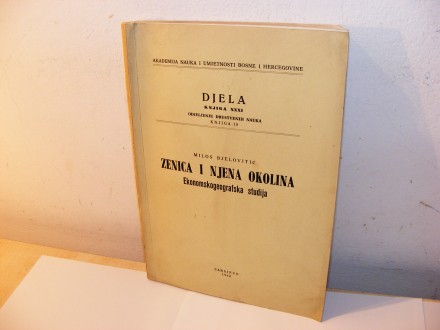 AKADEMIJA NAUKA I UMJETNOSTI BOSNE I HERCEGOVINE
DJELA
KNJIGA XXXI
ODJELJENJE DRUŠTVENIH NAUKA
KNJIGA
MILOŠ BJELOVITIĆ
ZENICA I NJENA OKOLINA
Ekonomskogeografska studija
SARAJEVO